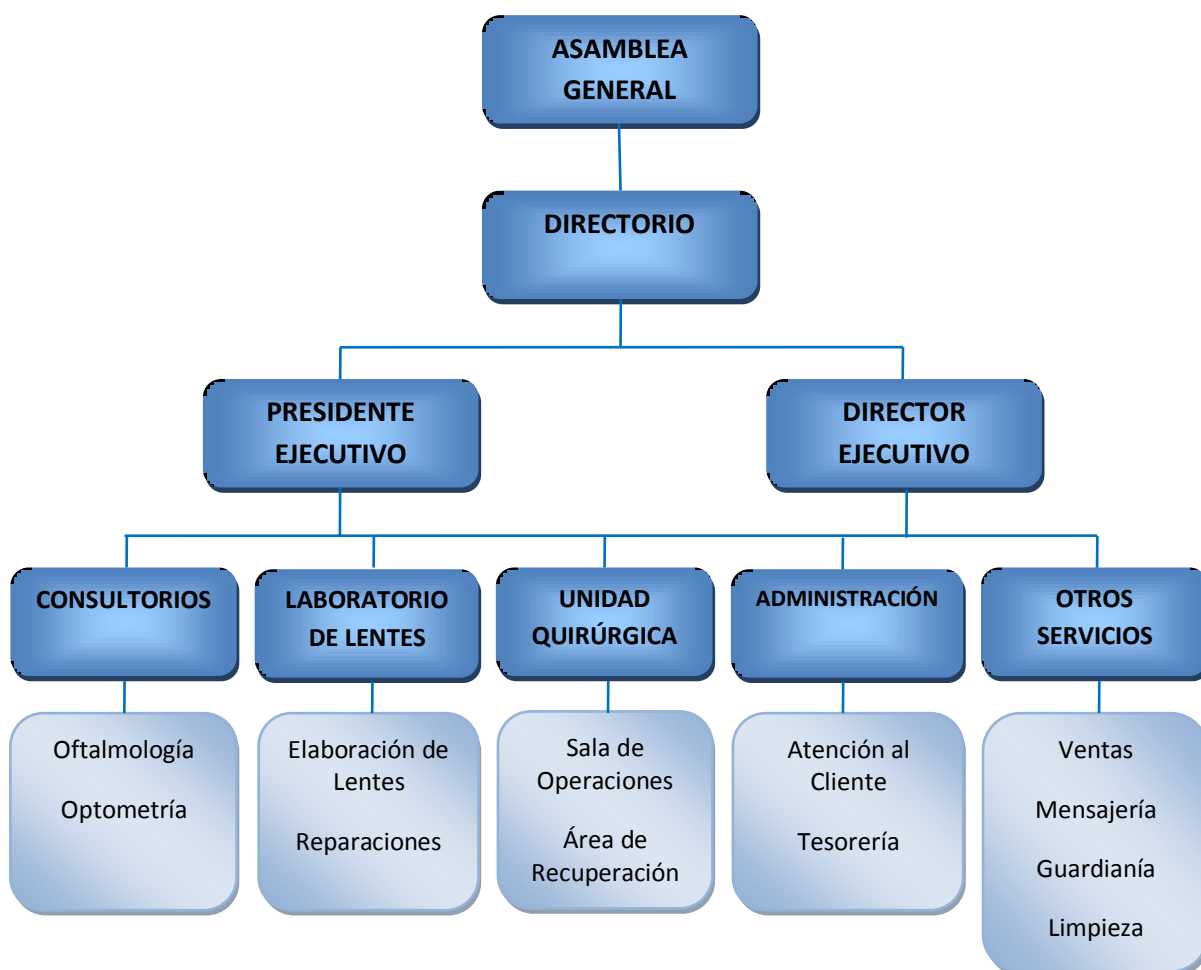 ASAMBLEA
GENERAL
DIRECTORIO
PRESIDENTE
EJECUTIVO
DIRECTOR
EJECUTIVO
CONSULTORIOS
LABORATORIO
DE LENTES
UNIDAD
QUIRÚRGICA
ADMINISTRACIÓN
OTROS
SERVICIOS
Oftalmología
Optometría
Elaboración de
Lentes
Reparaciones
Sala de
Operaciones
Área de
Recuperación
Atención al
Cliente
Tesorería
Ventas
Mensajería
Guardianía
Limpieza